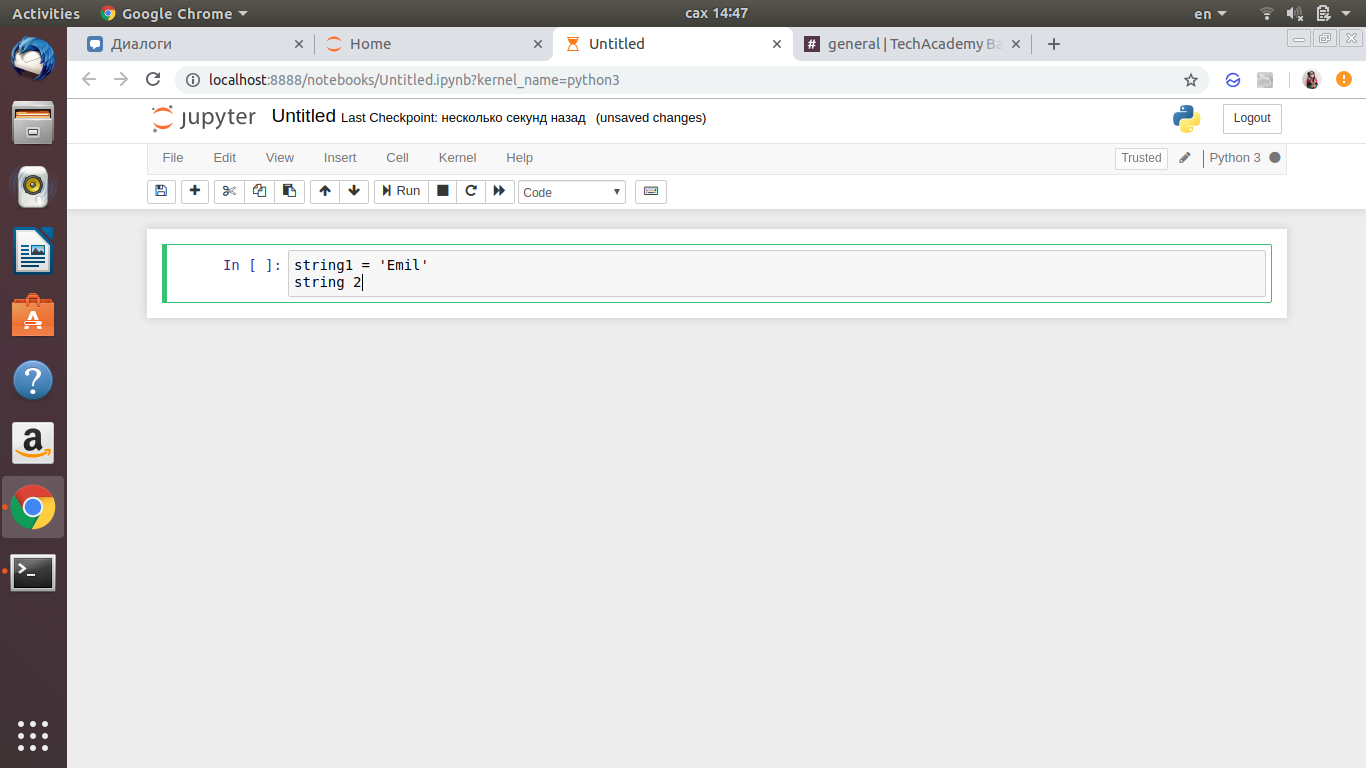 Activities Google Chrome сах 14:47 en
Диалоги Home Untitled general | TechAcademy Ba
localhost:8888/notebooks/Untitled.ipynb?kernel_name=python3
jupyter Untitled Last Checkpoint: несколько секунд назад (unsaved changes) Logout
File Edit View Insert Cell Kernel Help Trusted Python 3
Run Code
In [ ]: string1 = 'Emil'
string 2